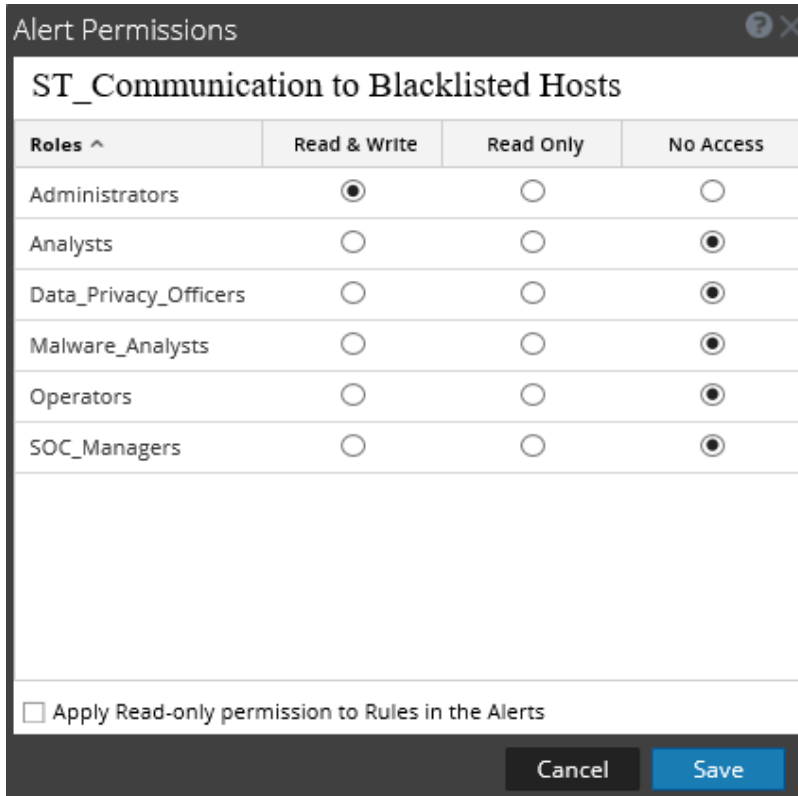 Alert Permissions
ST_Communication to Blacklisted Hosts
Roles ^ Read & Write Read Only No Access
Administrators
Analysts
Data_Privacy_Officers
Malware_Analysts
Operators
SOC_Managers
Apply Read-only permission to Rules in the Alerts
Cancel Save